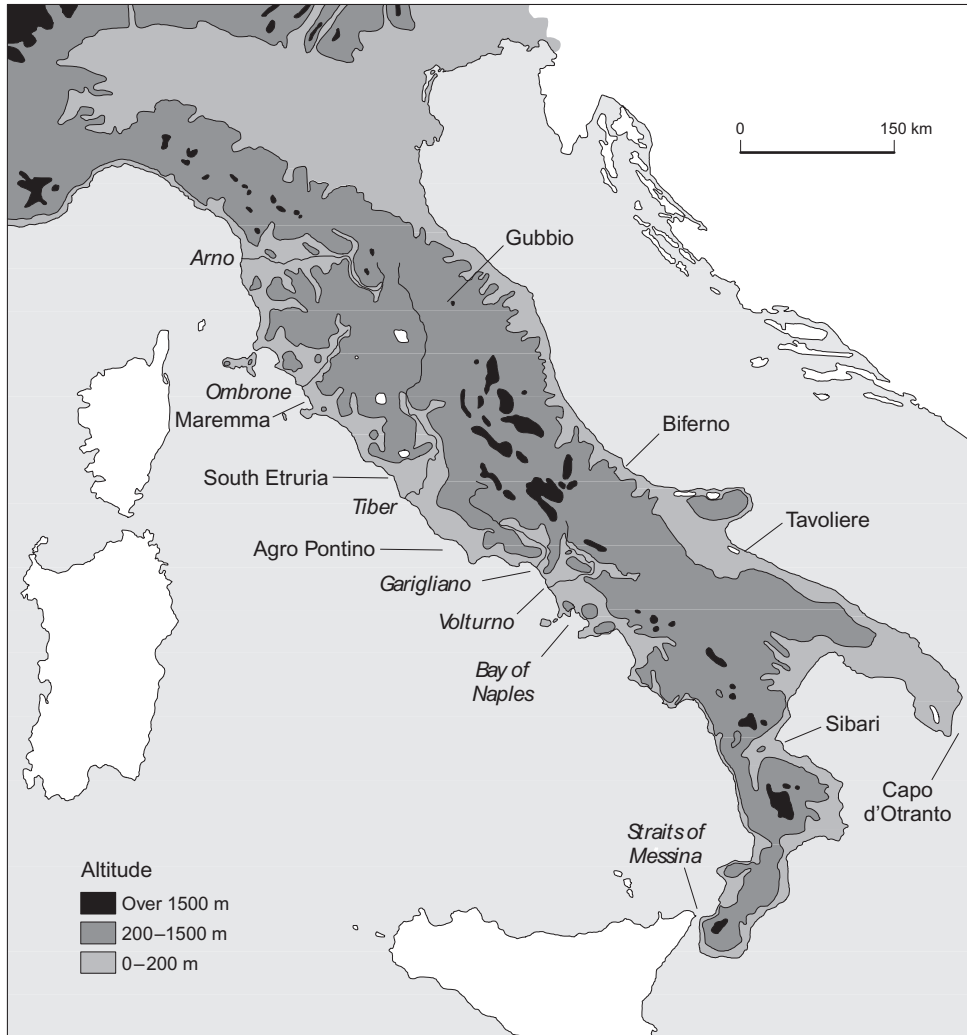 0
150 km
Gubbio
Arno
Ombrone
Maremma
Biferno
South Etruria
Tiber
Tavoliere
Agro Pontino
Garigliano
Volturno
Bay of
Naples
Sibari
Capo
d'Otranto
Straits of
Messina
Altitude
Over 1500 m
200–1500 m
0–200 m